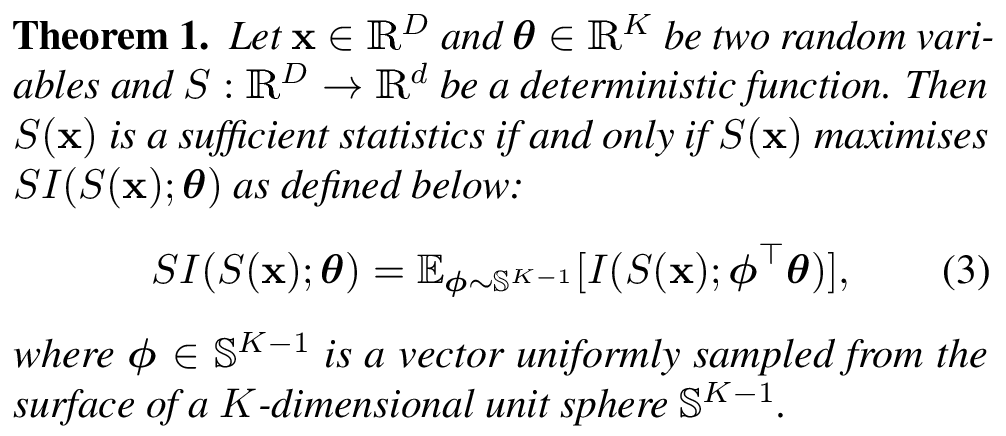 Theorem 1. Let x ∈ ℝ^D and θ ∈ ℝ^K be two random vari-
ables and S : ℝ^D → ℝ^d be a deterministic function. Then
S(x) is a sufficient statistics if and only if S(x) maximises
SI(S(x); θ) as defined below:
SI(S(x); θ) = 𝔼_{ϕ∼𝕊^{K−1}}[I(S(x); ϕ^⊤θ)], (3)
where ϕ ∈ 𝕊^{K−1} is a vector uniformly sampled from the
surface of a K-dimensional unit sphere 𝕊^{K−1}.